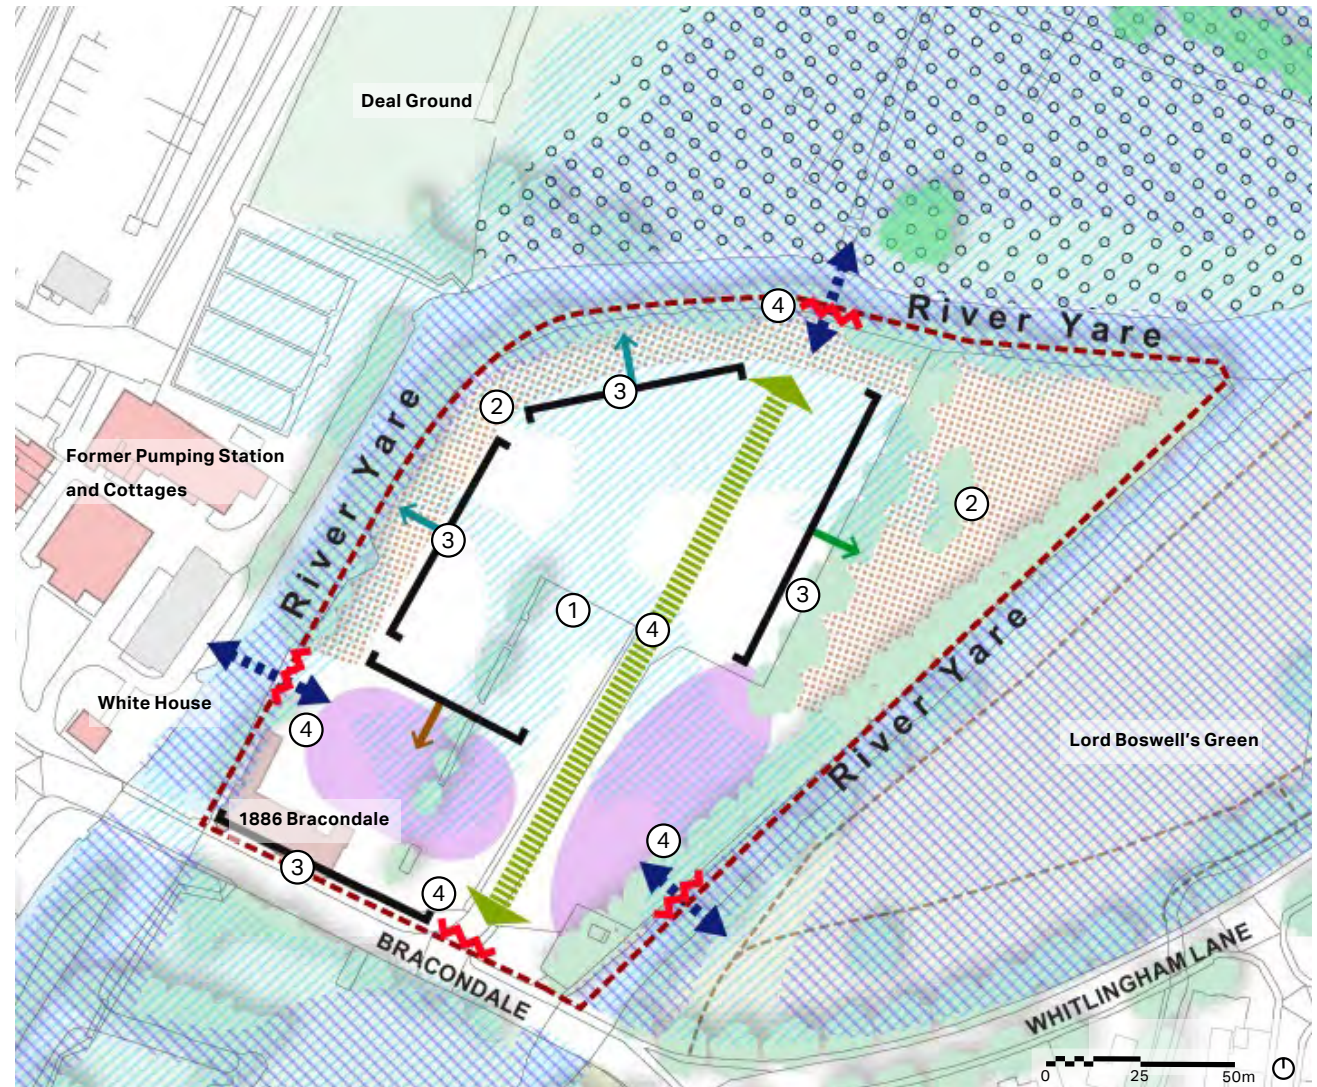 Deal Ground
4
River Yare
3
2
River Yare
Former Pumping Station
and Cottages
2
3
3
1
4
White House
4
River Yare
Lord Boswell's Green
1886 Bracondale
4
3
4
BRACONDALE
WHITLINGHAM LANE
0 25 50m